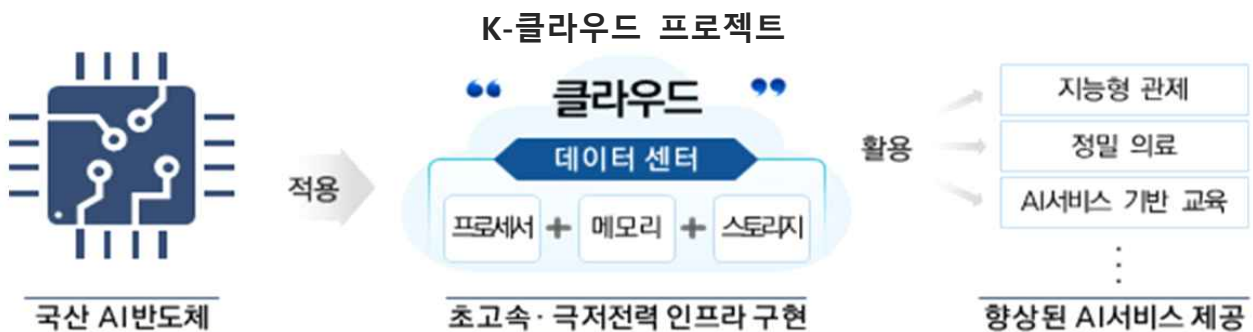 K-클라우드 프로젝트
“ 클라우드 ”
데이터 센터
프로세서 + 메모리 + 스토리지
적용
활용
지능형 관제
정밀 의료
AI서비스 기반 교육
⋮
국산 AI반도체
초고속·극저전력 인프라 구현
향상된 AI서비스 제공